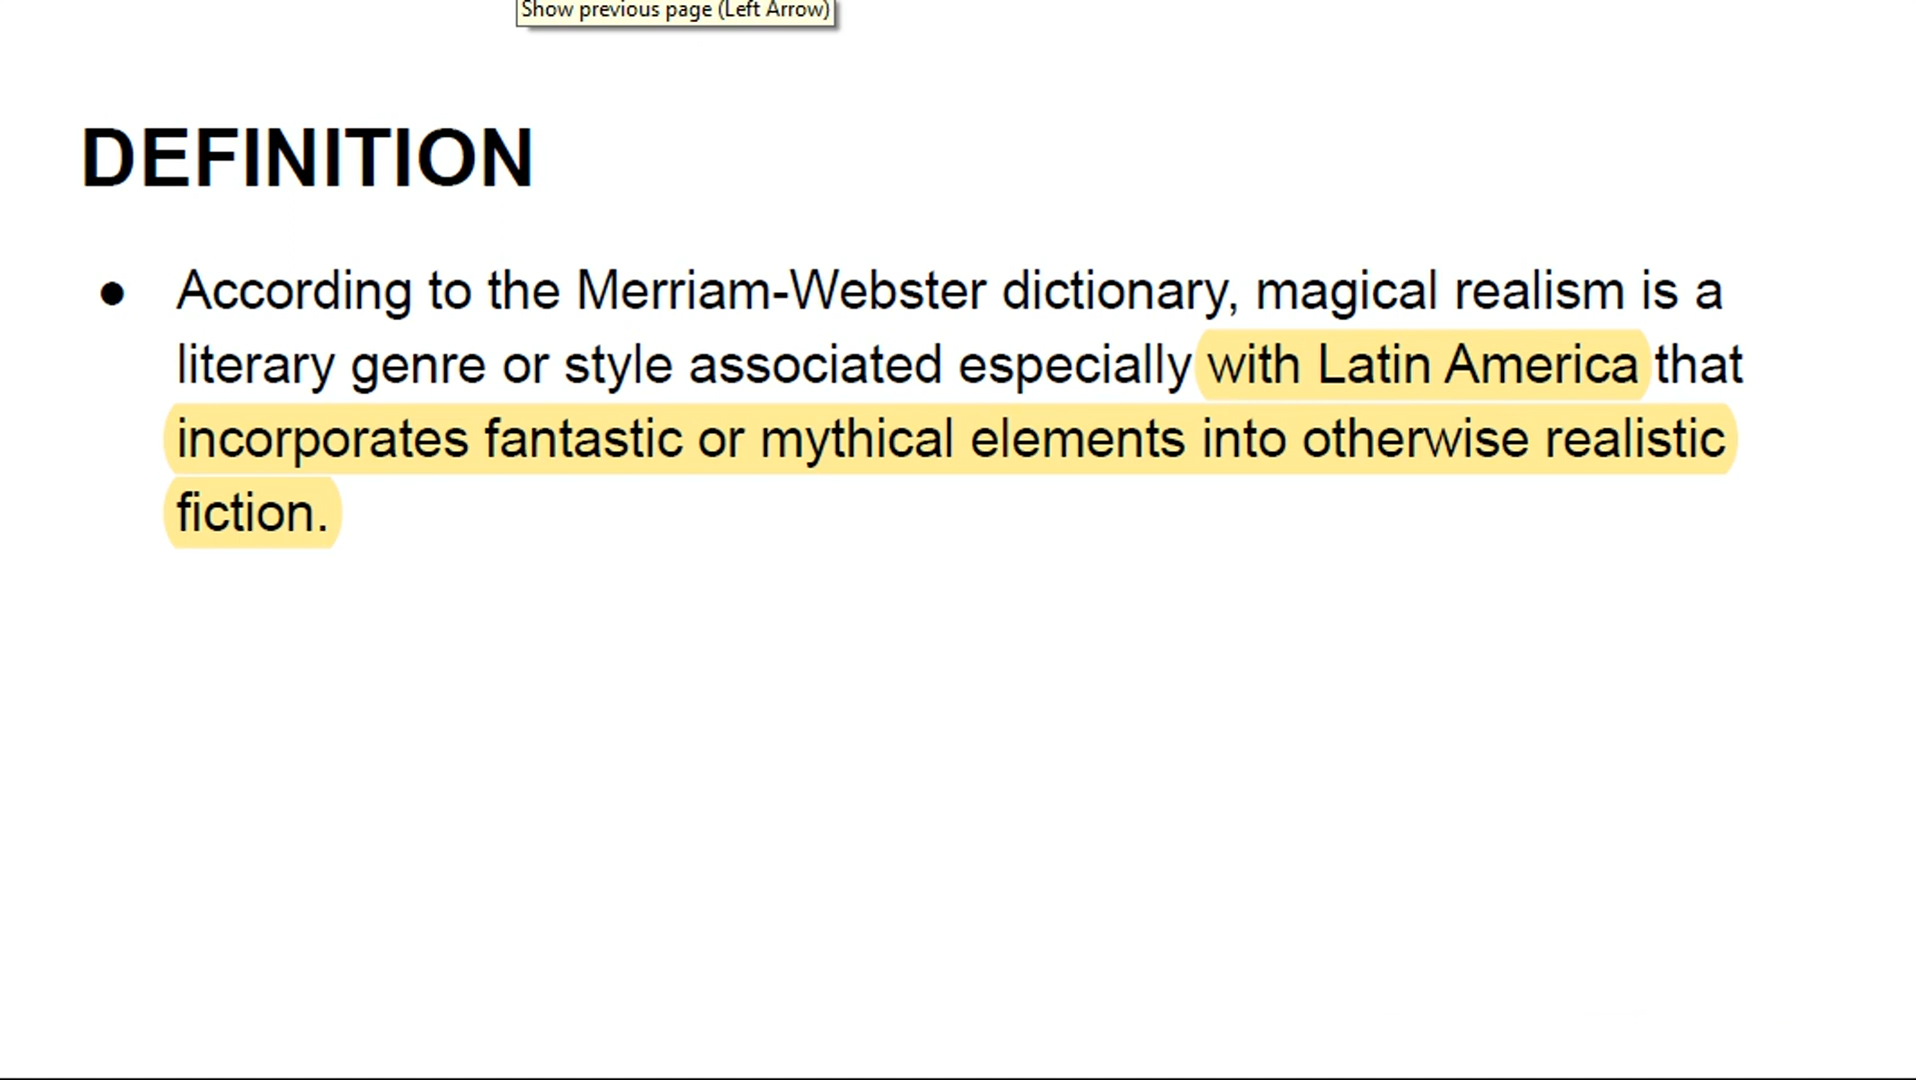 Show previous page (Left Arrow)
DEFINITION
● According to the Merriam-Webster dictionary, magical realism is a
literary genre or style associated especially with Latin America that
incorporates fantastic or mythical elements into otherwise realistic
fiction.